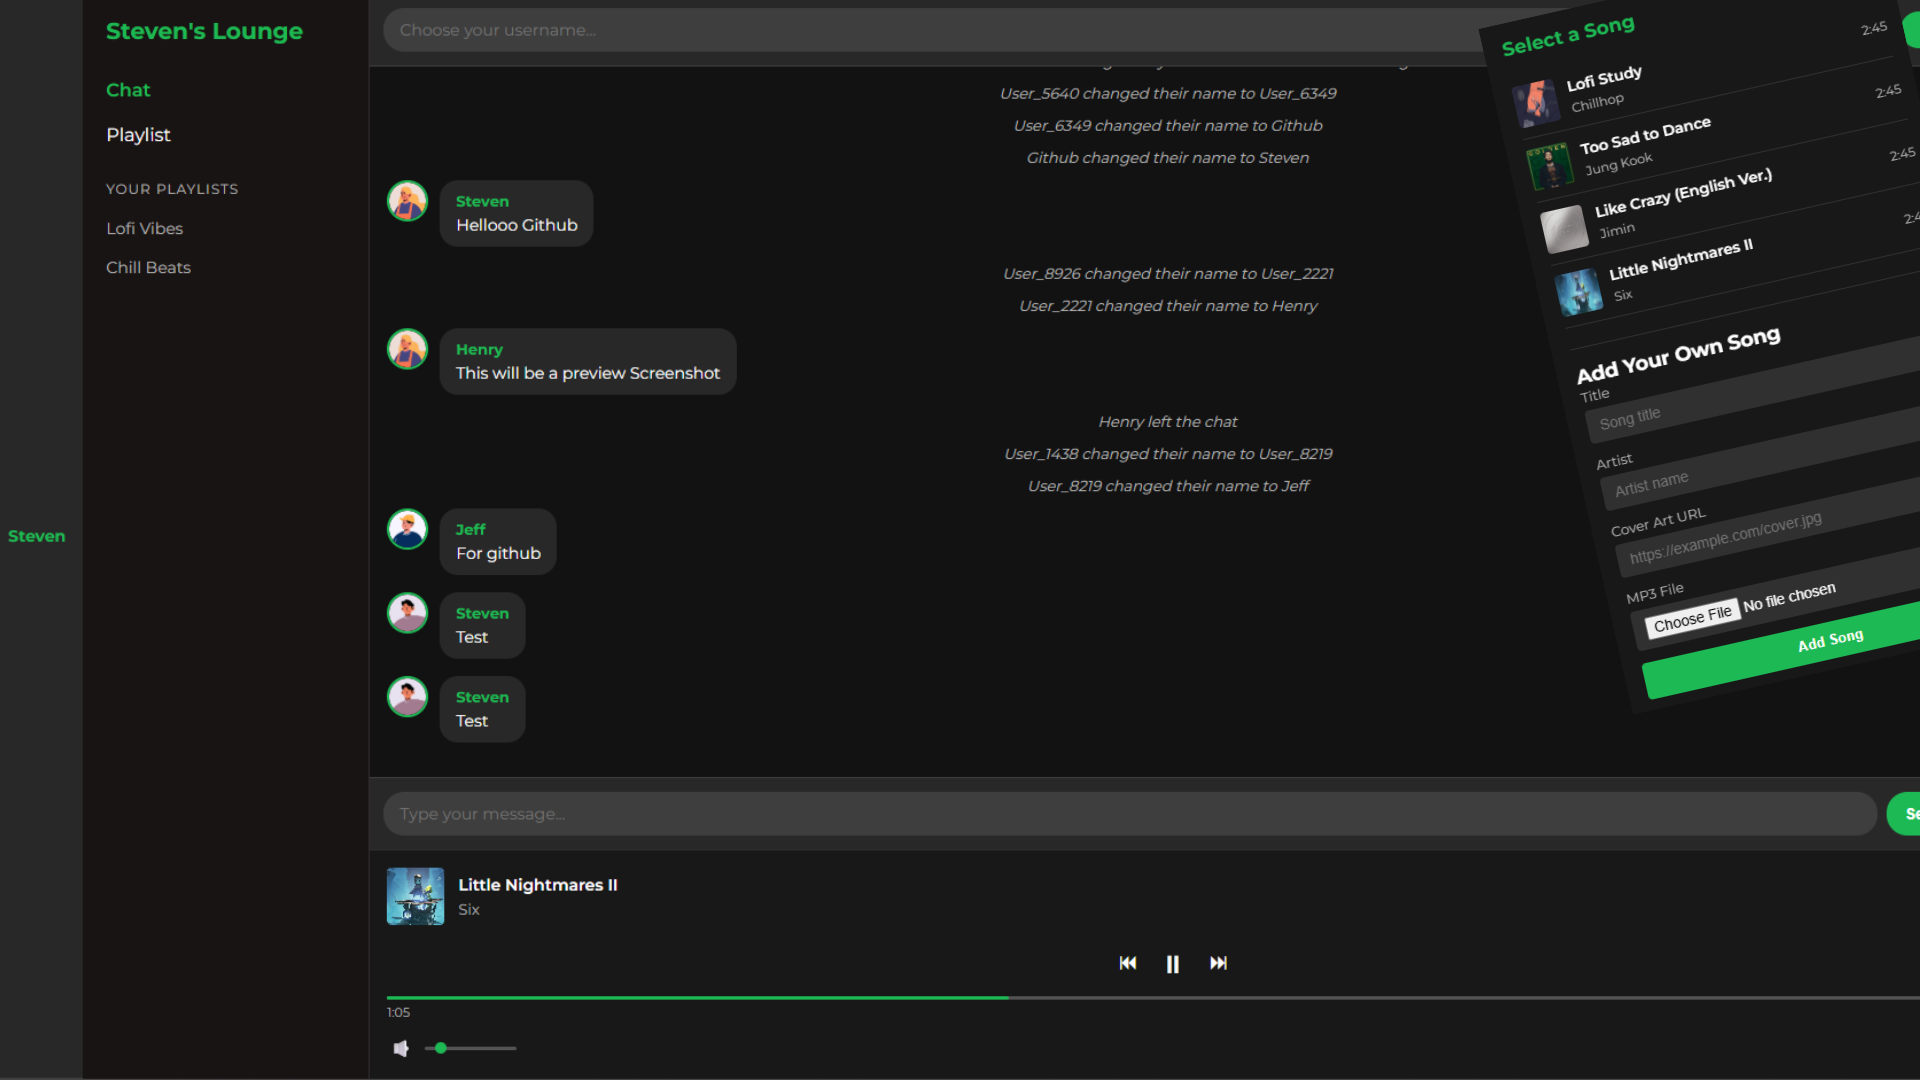 Steven
Steven's Lounge
Chat
Playlist
YOUR PLAYLISTS
Lofi Vibes
Chill Beats
Choose your username...
User_5640 changed their name to User_6349
User_6349 changed their name to Github
Github changed their name to Steven
Steven
Hellooo Github
User_8926 changed their name to User_2221
User_2221 changed their name to Henry
Henry
This will be a preview Screenshot
Henry left the chat
User_1438 changed their name to User_8219
User_8219 changed their name to Jeff
Jeff
For github
Steven
Test
Steven
Test
Type your message...
Little Nightmares II
Six
1:05
Select a Song
Lofi Study
Chillhop
2:45
Too Sad to Dance
Jung Kook
2:45
Like Crazy (English Ver.)
Jimin
2:45
Little Nightmares II
Six
Add Your Own Song
Title
Song title
Artist
Artist name
Cover Art URL
https://example.com/cover.jpg
MP3 File
Choose File No file chosen
Add Song